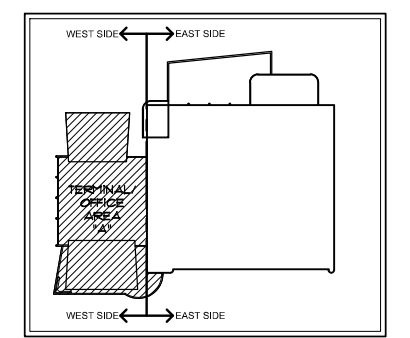 WEST SIDE EAST SIDE
TERMINAL/
OFFICE
AREA
"A"
WEST SIDE EAST SIDE